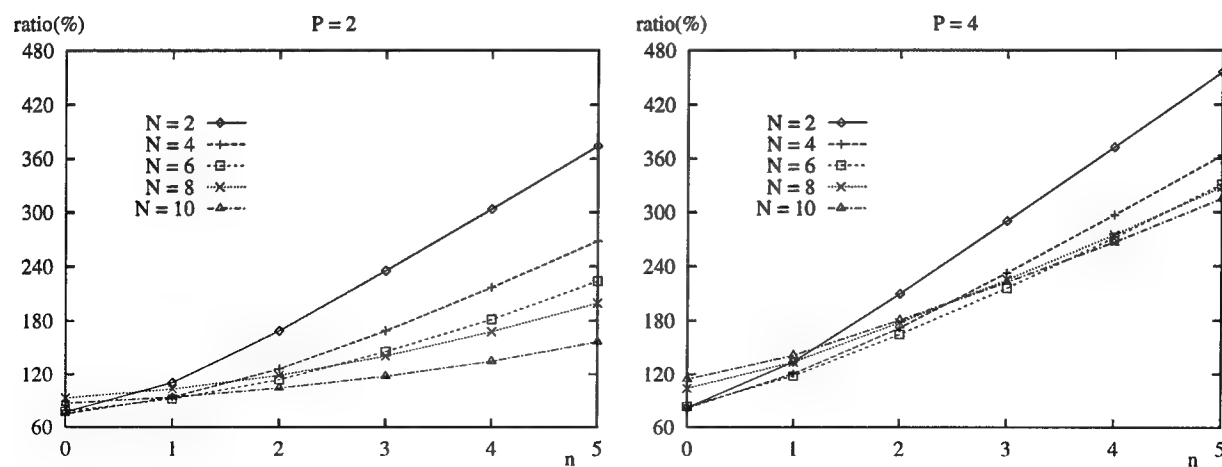 ratio(%) P = 2
480
420
360
300
240
180
120
60
0 1 2 3 4 5
n
N = 2
N = 4
N = 6
N = 8
N = 10
ratio(%) P = 4
480
420
360
300
240
180
120
60
0 1 2 3 4 5
n
N = 2
N = 4
N = 6
N = 8
N = 10